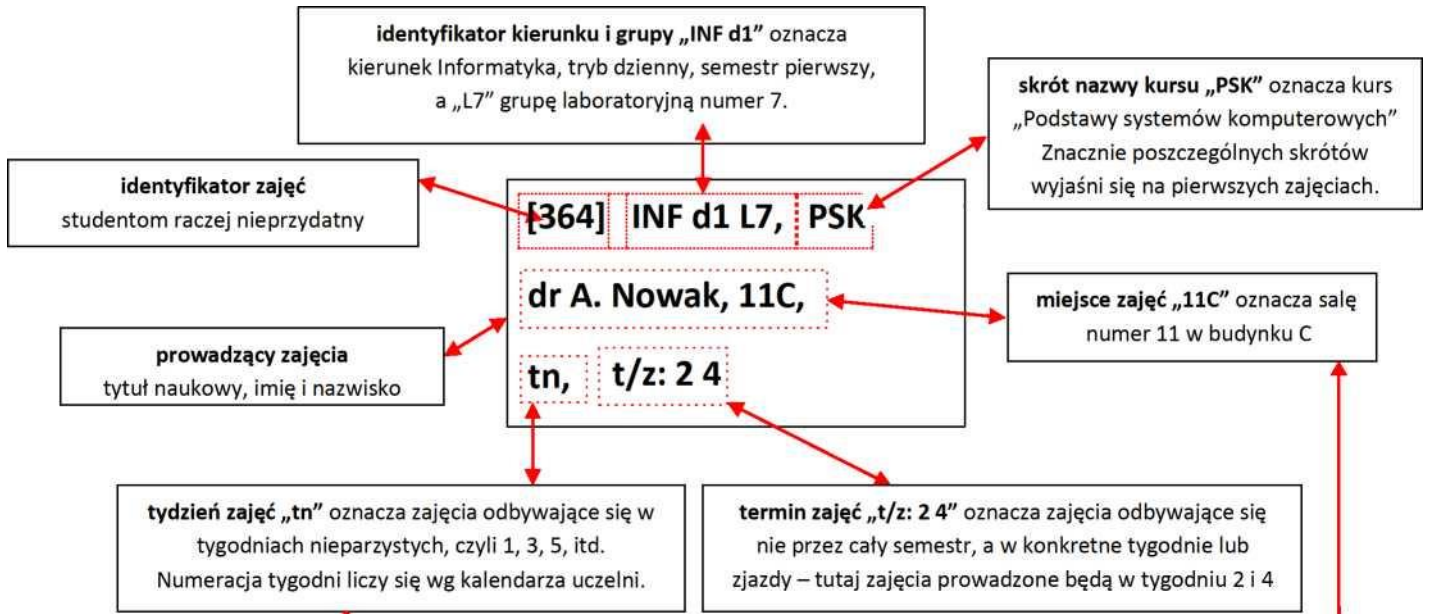 identyfikator kierunku i grupy „INF d1” oznacza
kierunek Informatyka, tryb dzienny, semestr pierwszy,
a „L7” grupę laboratoryjną numer 7.
skrót nazwy kursu „PSK” oznacza kurs
„Podstawy systemów komputerowych”
Znacznie poszczególnych skrótów
wyjaśni się na pierwszych zajęciach.
identyfikator zajęć
studentom raczej nieprzydatny
[364] INF d1 L7, PSK
dr A. Nowak, 11C,
tn, t/z: 2 4
miejsce zajęć „11C” oznacza salę
numer 11 w budynku C
prowadzący zajęcia
tytuł naukowy, imię i nazwisko
tydzień zajęć „tn” oznacza zajęcia odbywające się w
tygodniach nieparzystych, czyli 1, 3, 5, itd.
Numeracja tygodni liczy się wg kalendarza uczelni.
termin zajęć „t/z: 2 4” oznacza zajęcia odbywające się
nie przez cały semestr, a w konkretne tygodnie lub
zjazdy – tutaj zajęcia prowadzone będą w tygodniu 2 i 4